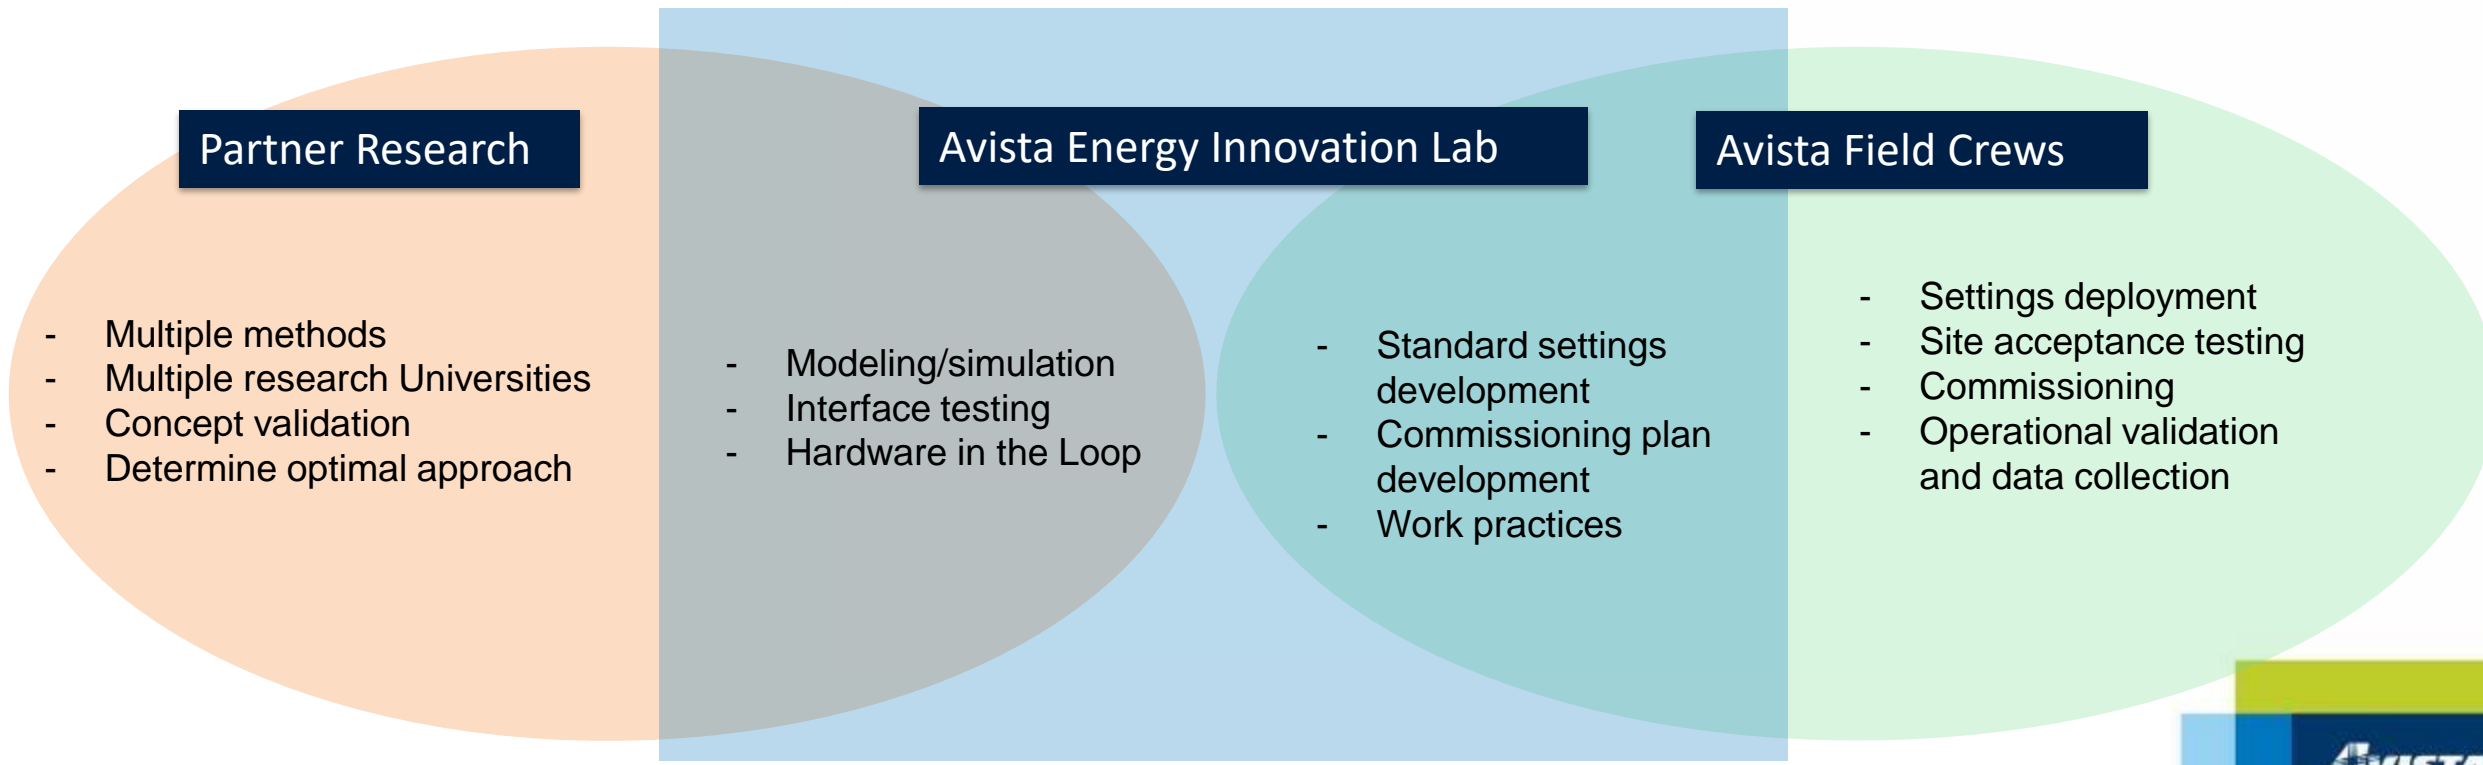 Partner Research
Avista Energy Innovation Lab
Avista Field Crews
- Multiple methods
- Multiple research Universities
- Concept validation
- Determine optimal approach
- Modeling/simulation
- Interface testing
- Hardware in the Loop
- Standard settings
development
- Commissioning plan
development
- Work practices
- Settings deployment
- Site acceptance testing
- Commissioning
- Operational validation
and data collection
AVISTA